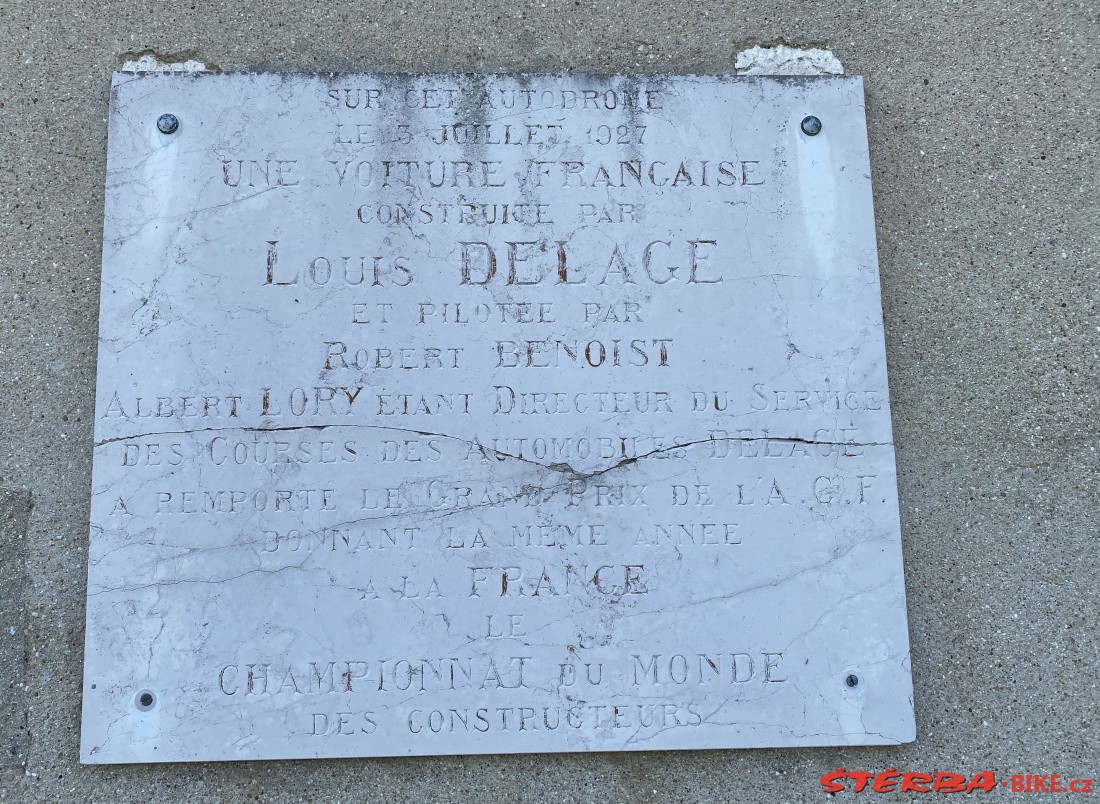 SUR CET AUTODROME
LE 3 JUILLET 1927
UNE VOITURE FRANÇAISE
CONSTRUITE PAR
LOUIS DELAGE
ET PILOTÉE PAR
ROBERT BENOIST
ALBERT LORY ÉTANT DIRECTEUR DU SERVICE
DES COURSES DES AUTOMOBILES DELAGE
A REMPORTÉ LE GRAND PRIX DE L'A.C.F.
DONNANT LA MÊME ANNÉE
A LA FRANCE
LE
CHAMPIONNAT DU MONDE
DES CONSTRUCTEURS
STERBA-BIKE.cz